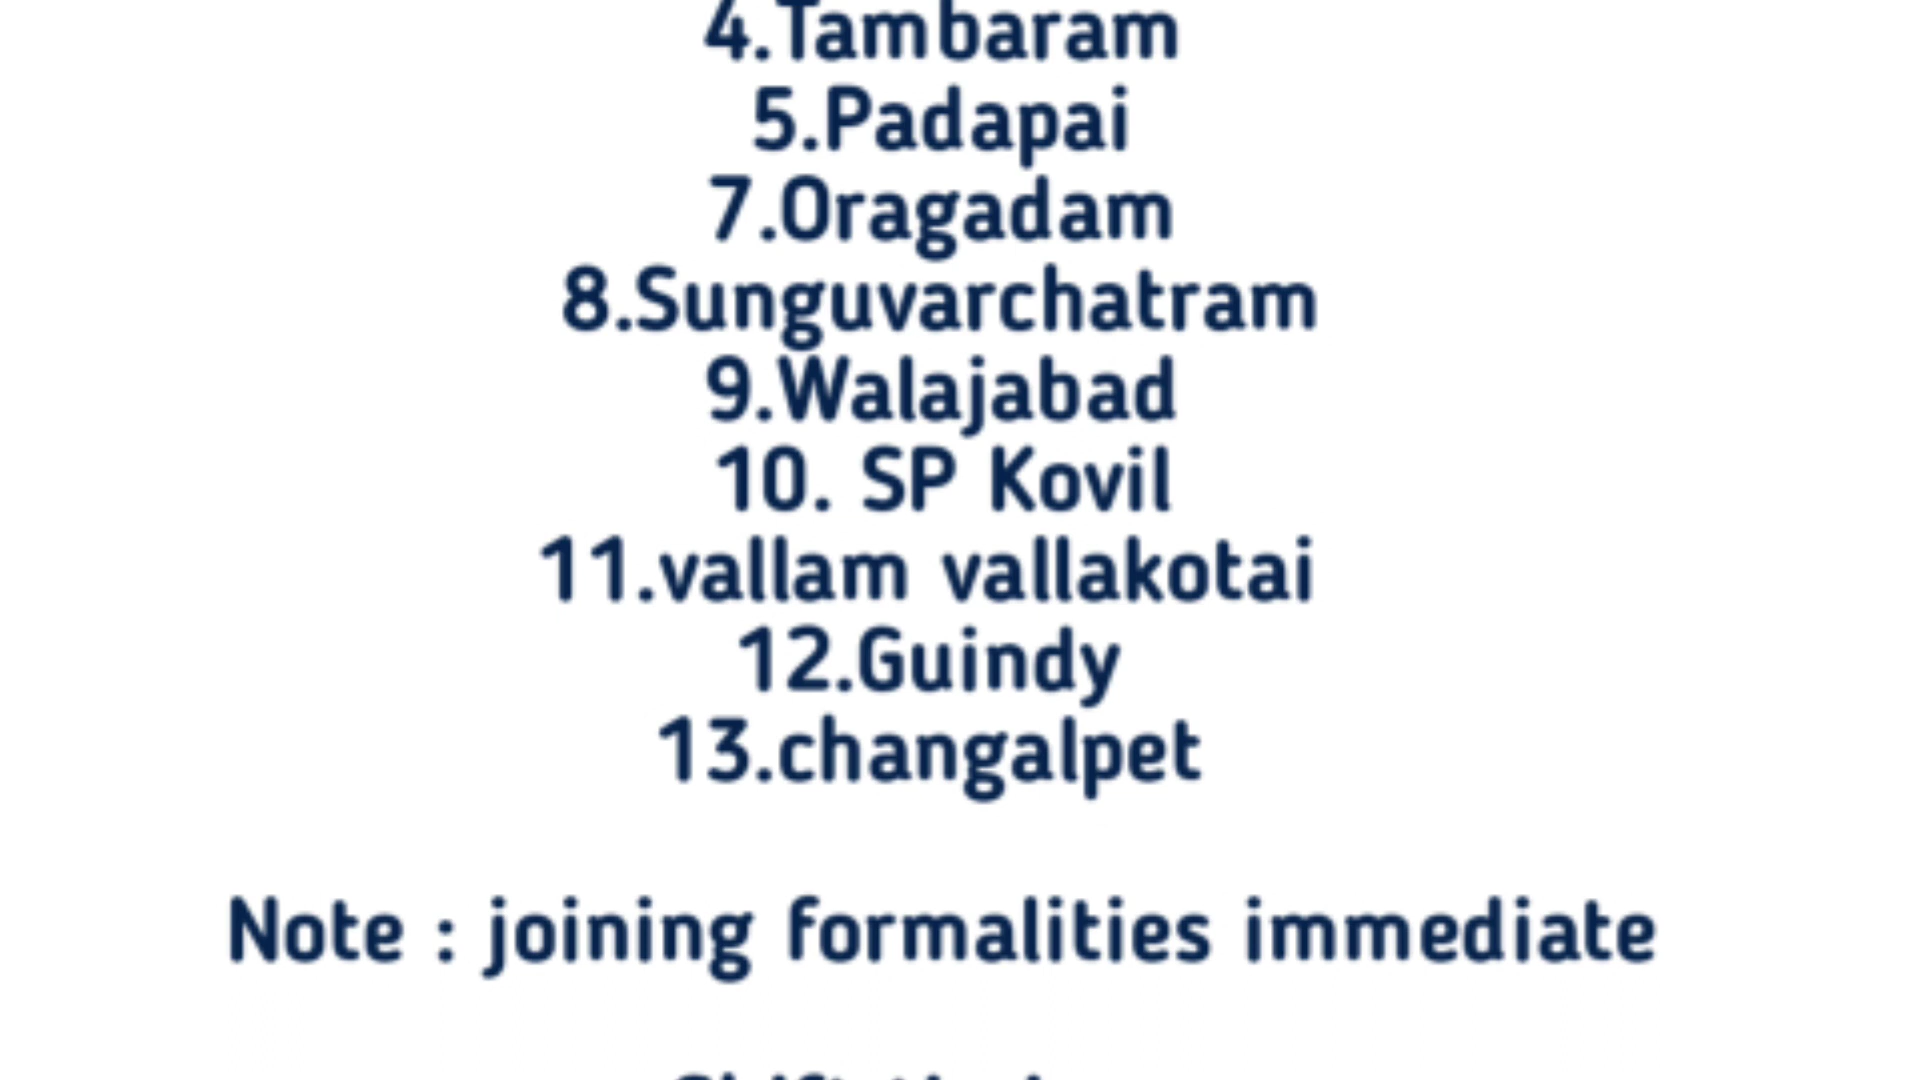 4.Tambaram
5.Padapai
7.Oragadam
8.Sunguvarchatram
9.Walajabad
10. SP Kovil
11.vallam vallakotai
12.Guindy
13.changalpet
Note : joining formalities immediate